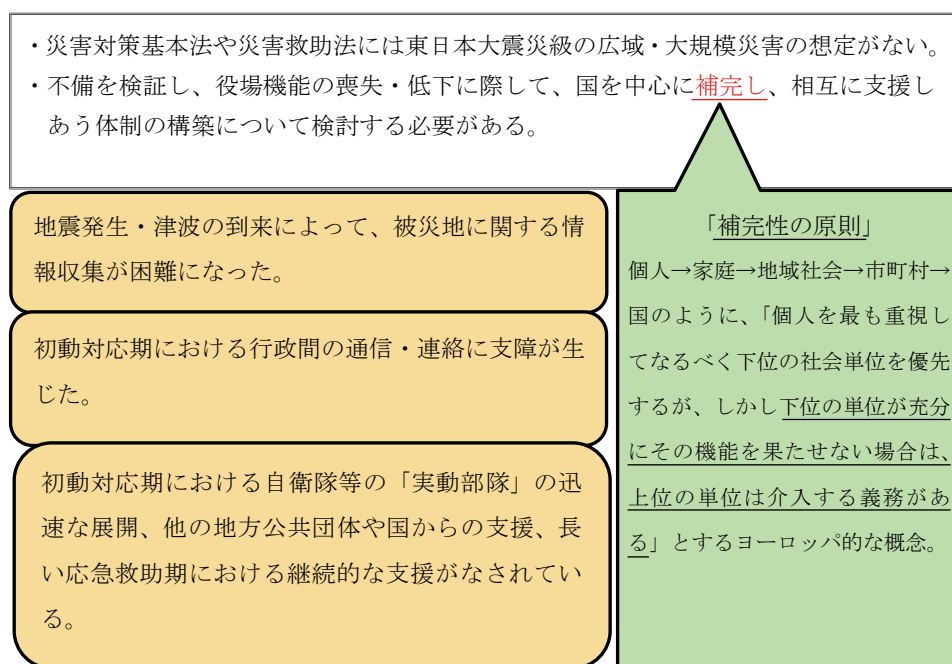 ・災害対策基本法や災害救助法には東日本大震災級の広域・大規模災害の想定がない。
・不備を検証し、役場機能の喪失・低下に際して、国を中心に補完し、相互に支援し
あう体制の構築について検討する必要がある。
地震発生・津波の到来によって、被災地に関する情
報収集が困難になった。
初動対応期における行政間の通信・連絡に支障が生
じた。
初動対応期における自衛隊等の「実動部隊」の迅
速な展開、他の地方公共団体や国からの支援、長
い応急救助期における継続的な支援がなされてい
る。
「補完性の原則」
個人→家庭→地域社会→市町村→
国のように、「個人を最も重視し
てなるべく下位の社会単位を優先
するが、しかし下位の単位が充分
にその機能を果たせない場合は、
上位の単位は介入する義務があ
る」とするヨーロッパ的な概念。